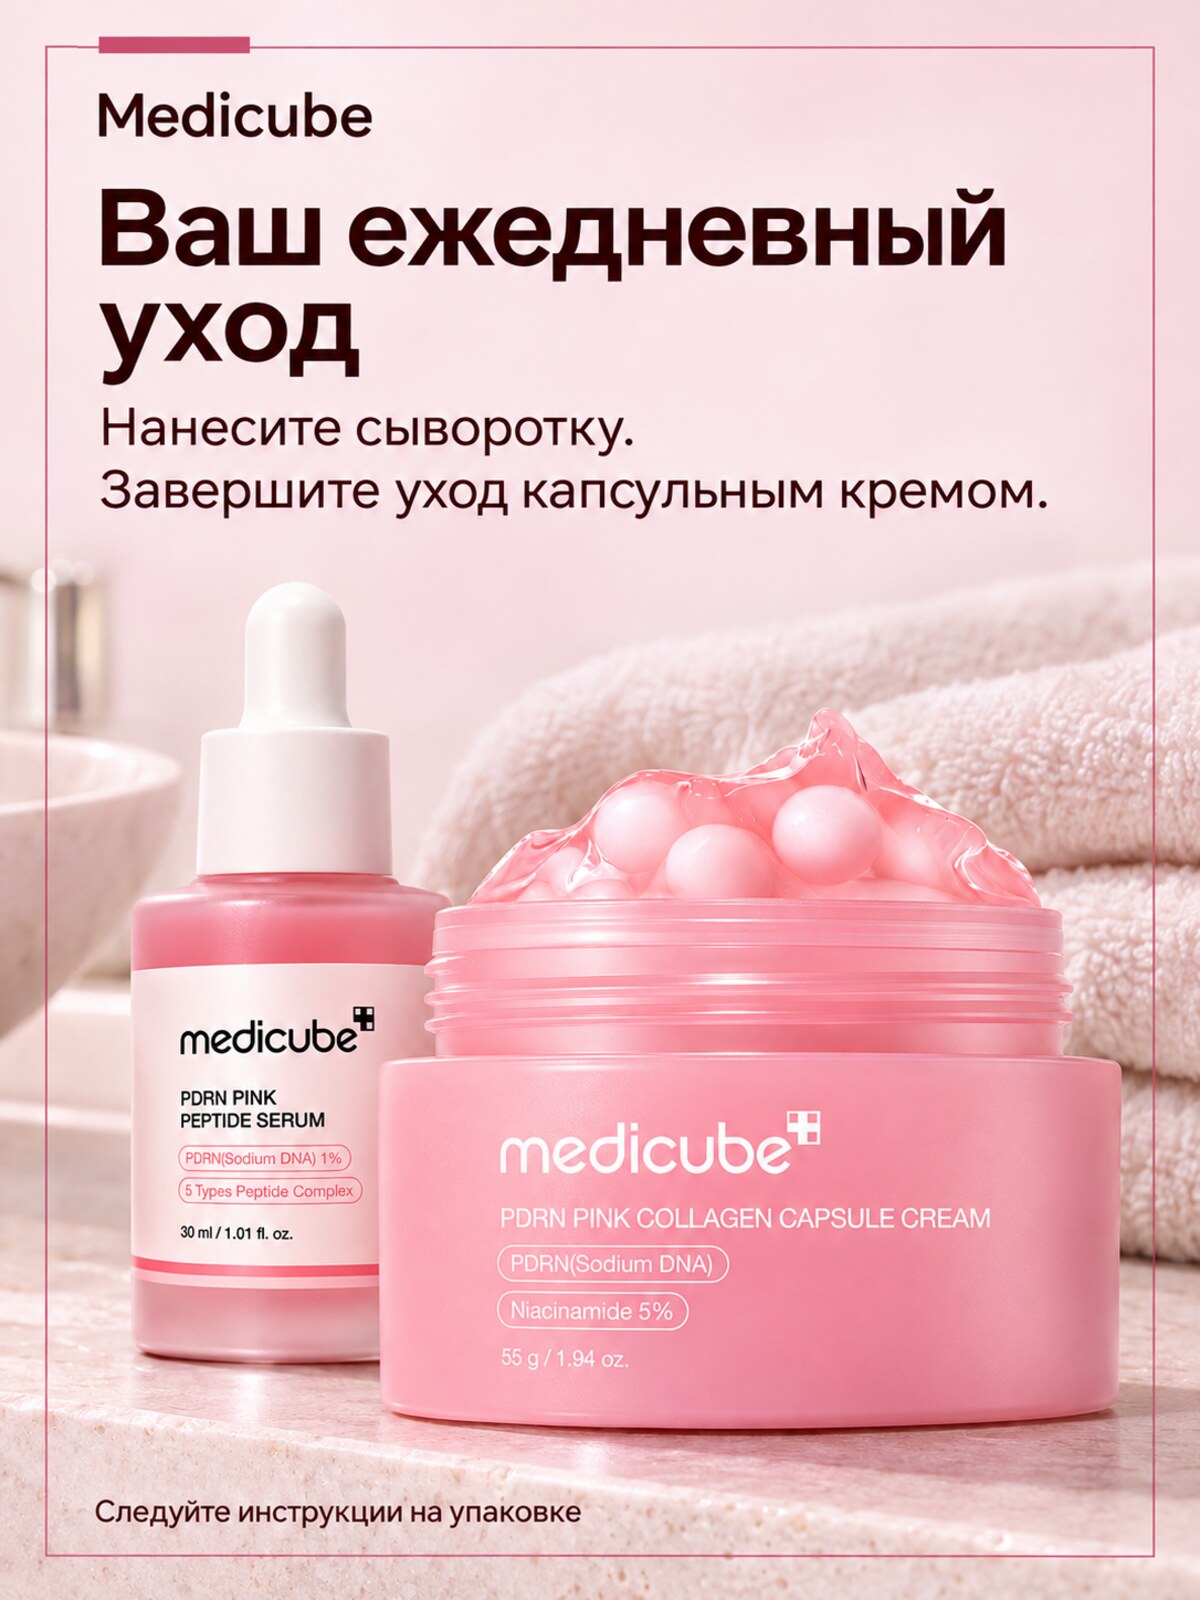 Medicube
Ваш ежедневный
уход
Нанесите сыворотку.
Завершите уход капсульным кремом.
medicube
PDRN PINK
PEPTIDE SERUM
PDRN(Sodium DNA) 1%
5 Types Peptide Complex
30 ml / 1.01 fl. oz.
medicube
PDRN PINK COLLAGEN CAPSULE CREAM
PDRN(Sodium DNA)
Niacinamide 5%
55 g / 1.94 oz.
Следуйте инструкции на упаковке